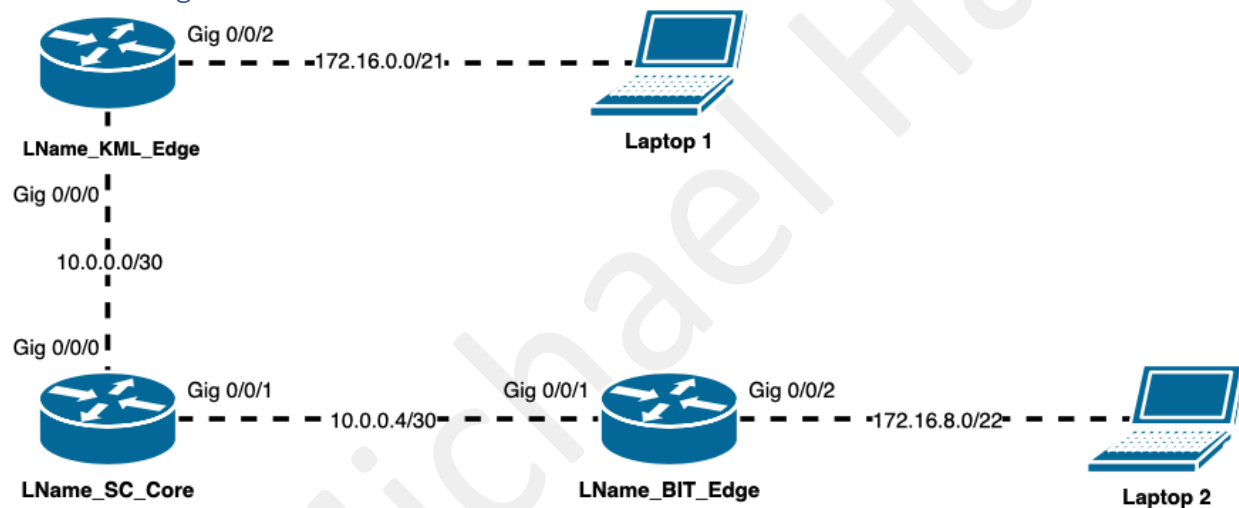 Gig 0/0/2
172.16.0.0/21
LName_KML_Edge
Laptop 1
Gig 0/0/0
10.0.0.0/30
Gig 0/0/0
Gig 0/0/1
10.0.0.4/30
Gig 0/0/1
Gig 0/0/2
172.16.8.0/22
LName_SC_Core
LName_BIT_Edge
Laptop 2
Michael Ha